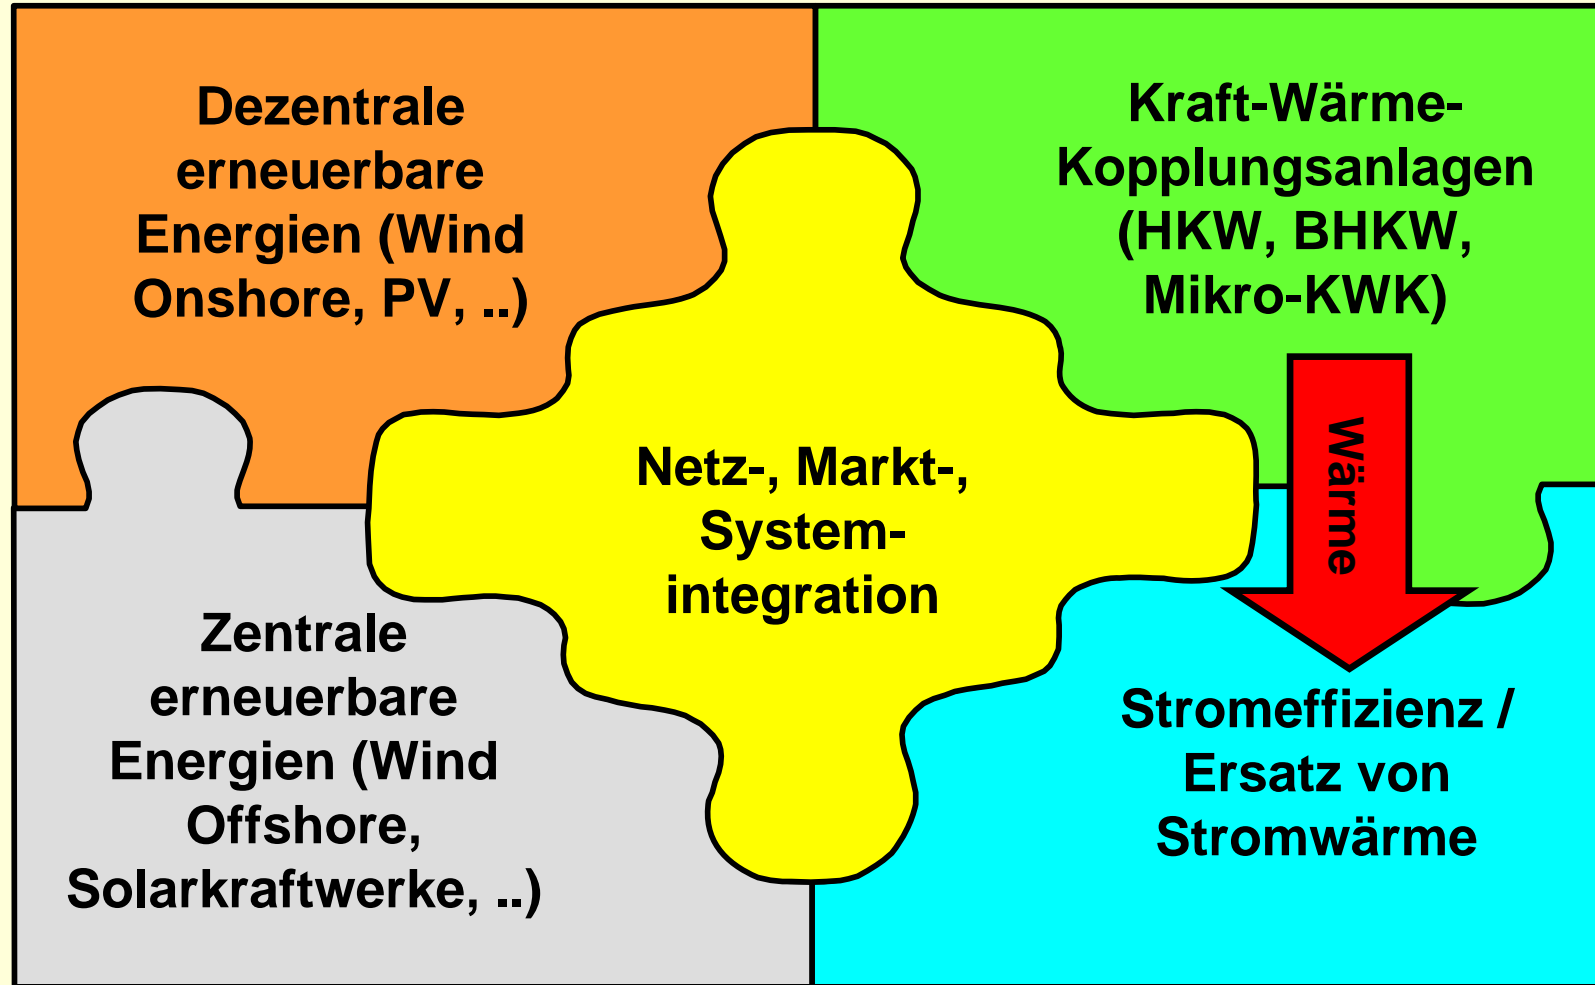 Dezentrale
erneuerbare
Energien (Wind
Onshore, PV, ..)
Kraft-Wärme-
Kopplungsanlagen
(HKW, BHKW,
Mikro-KWK)
Wärme
Netz-, Markt-,
System-
integration
Zentrale
erneuerbare
Energien (Wind
Offshore,
Solarkraftwerke, ..)
Stromeffizienz /
Ersatz von
Stromwärme